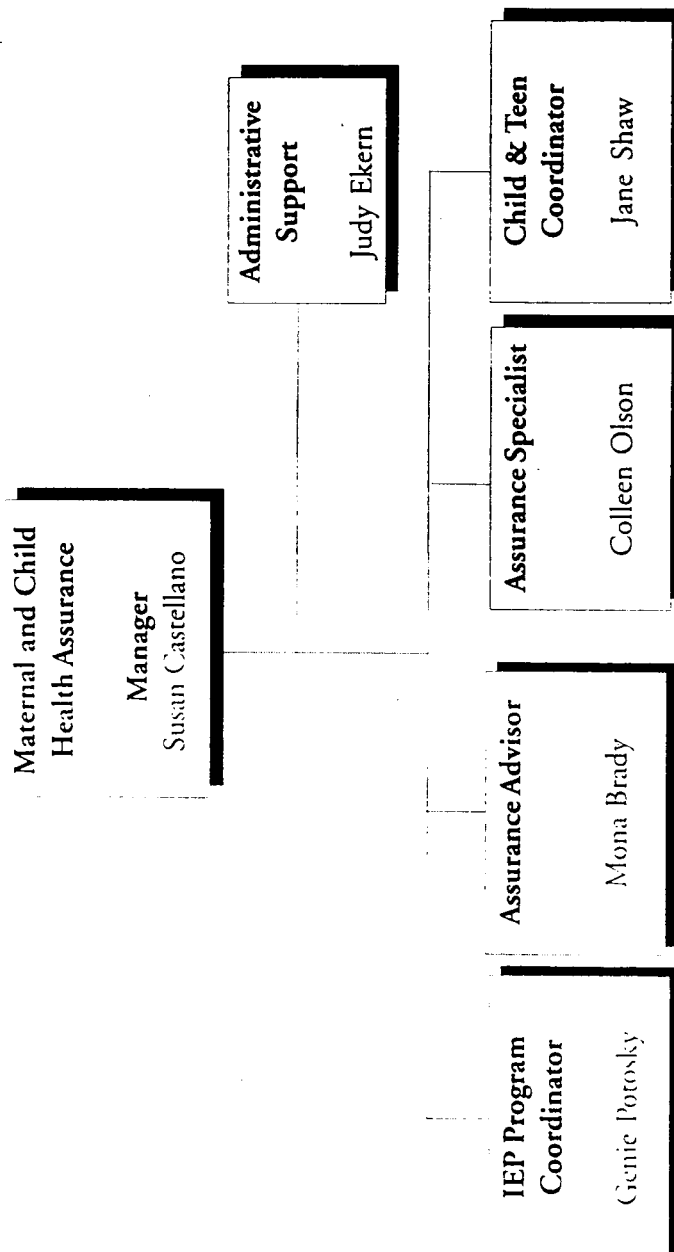 Maternal and Child
Health Assurance
Manager
Susan Castellano
Administrative
Support
Judy Ekern
IEP Program
Coordinator
Genie Potosky
Assurance Advisor
Mona Brady
Assurance Specialist
Colleen Olson
Child & Teen
Coordinator
Jane Shaw